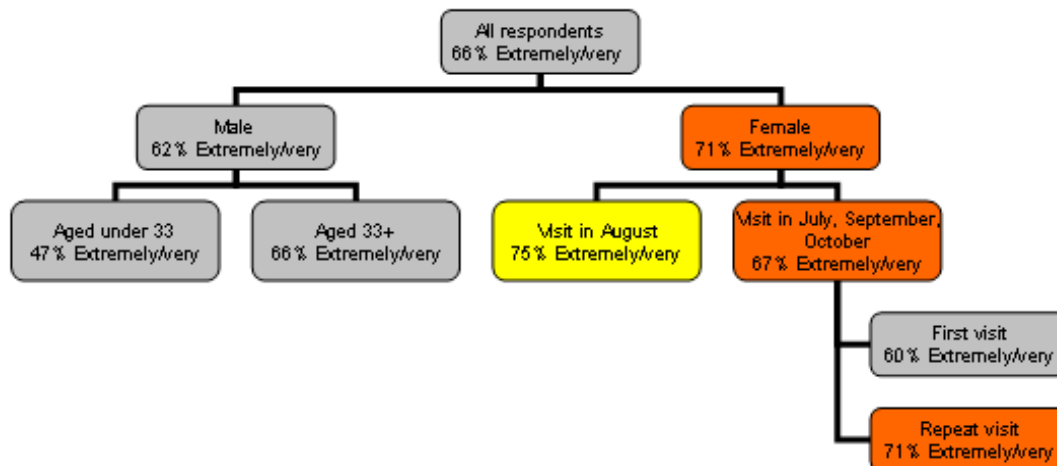 All respondents
66% Extremely/very
Male
62% Extremely/very
Female
71% Extremely/very
Aged under 33
47% Extremely/very
Aged 33+
66% Extremely/very
Visit in August
75% Extremely/very
Visit in July, September,
October
67% Extremely/very
First visit
60% Extremely/very
Repeat visit
71% Extremely/very